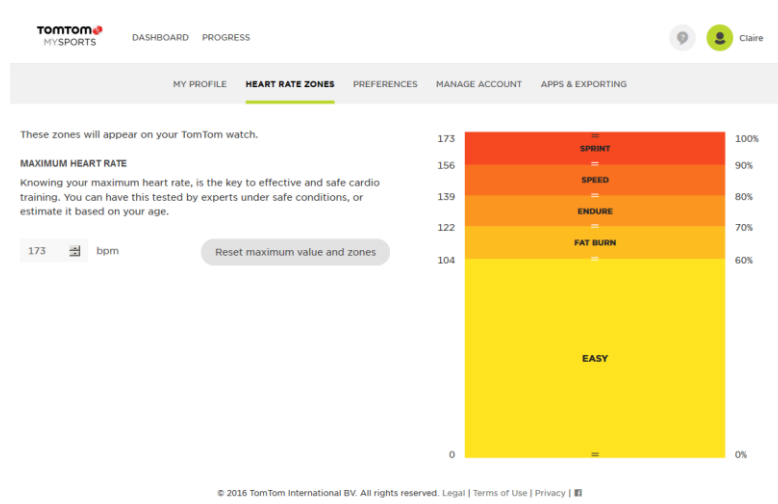 TOMTOM
MYSPORTS
DASHBOARD PROGRESS
Claire
MY PROFILE HEART RATE ZONES PREFERENCES MANAGE ACCOUNT APPS & EXPORTING
These zones will appear on your TomTom watch.
MAXIMUM HEART RATE
Knowing your maximum heart rate, is the key to effective and safe cardio
training. You can have this tested by experts under safe conditions, or
estimate it based on your age.
173 bpm Reset maximum value and zones
173 100%
SPRINT
156 90%
SPEED
139 80%
ENDURE
122 70%
FAT BURN
104 60%
EASY
0 0%
© 2016 TomTom International BV. All rights reserved. Legal | Terms of Use | Privacy |